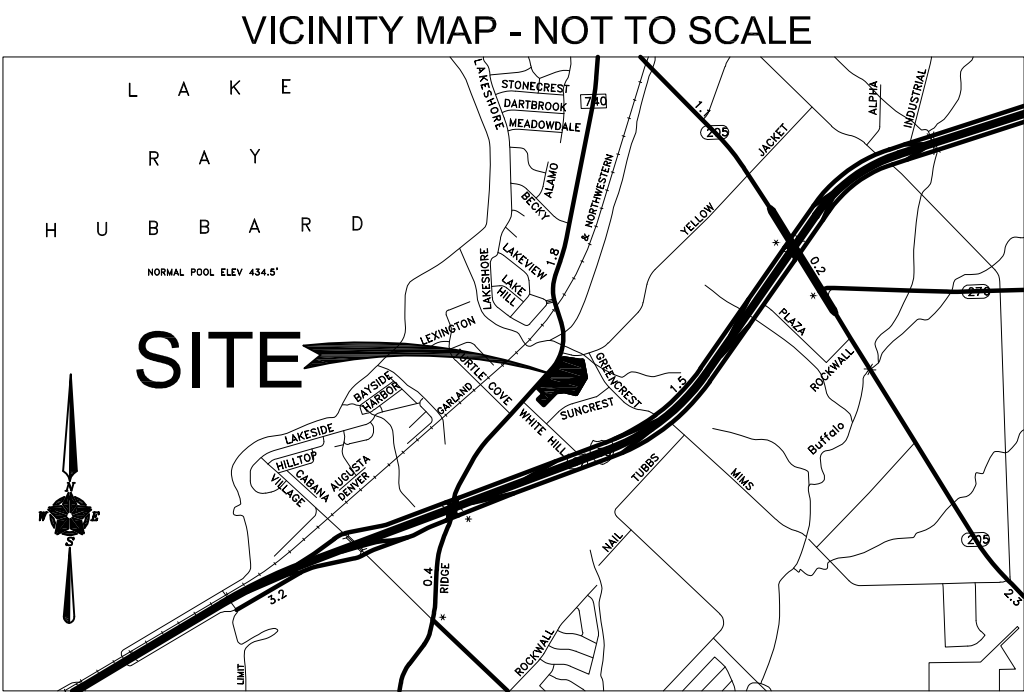 VICINITY MAP - NOT TO SCALE
L A K E
R A Y
H U B B A R D
NORMAL POOL ELEV 434.5'
SITE
N
W
E
S
LAKESHORE
STONECREST
DARTBROOK
MEADOWDALE
740
ALAMO
BECKY
& NORTHWESTERN
1.8
LAKESHORE
LAKEVIEW
LAKE
HILL
LEXINGTON
TURTLE COVE
GARLAND
BAYSIDE
HARBOR
LAKESIDE
HILLTOP
CABANA
VILLAGE
AUGUSTA
DENVER
WHITE HILL
GREENCREST
SUNCREST
1.5
1.1
205
JACKET
YELLOW
ALPHA
INDUSTRIAL
*
0.2
*
276
PLAZA
ROCKWALL
Buffalo
TUBBS
MIMS
NAIL
205
2.3
*
0.4
RIDGE
*
3.2
LIMIT
ROCKWALL